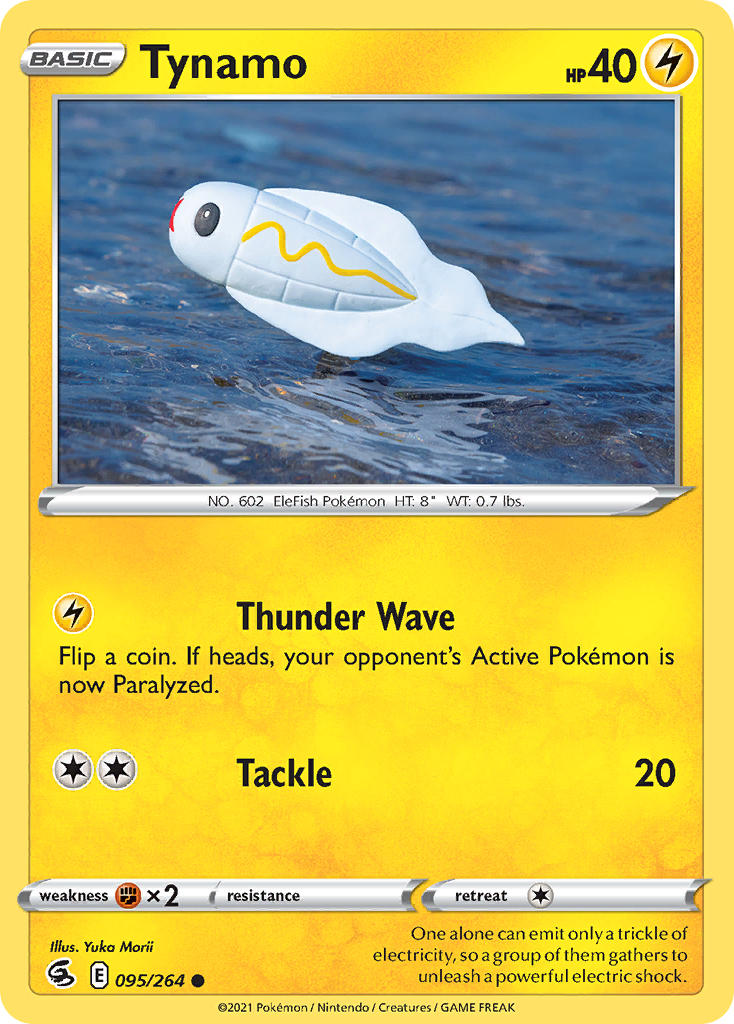 BASIC
Tynamo
HP 40
NO. 602 EleFish Pokémon HT: 8" WT: 0.7 lbs.
Thunder Wave
Flip a coin. If heads, your opponent's Active Pokémon is
now Paralyzed.
Tackle 20
weakness ×2 resistance retreat
Illus. Yuka Morii
E 095/264
One alone can emit only a trickle of
electricity, so a group of them gathers to
unleash a powerful electric shock.
©2021 Pokémon / Nintendo / Creatures / GAME FREAK